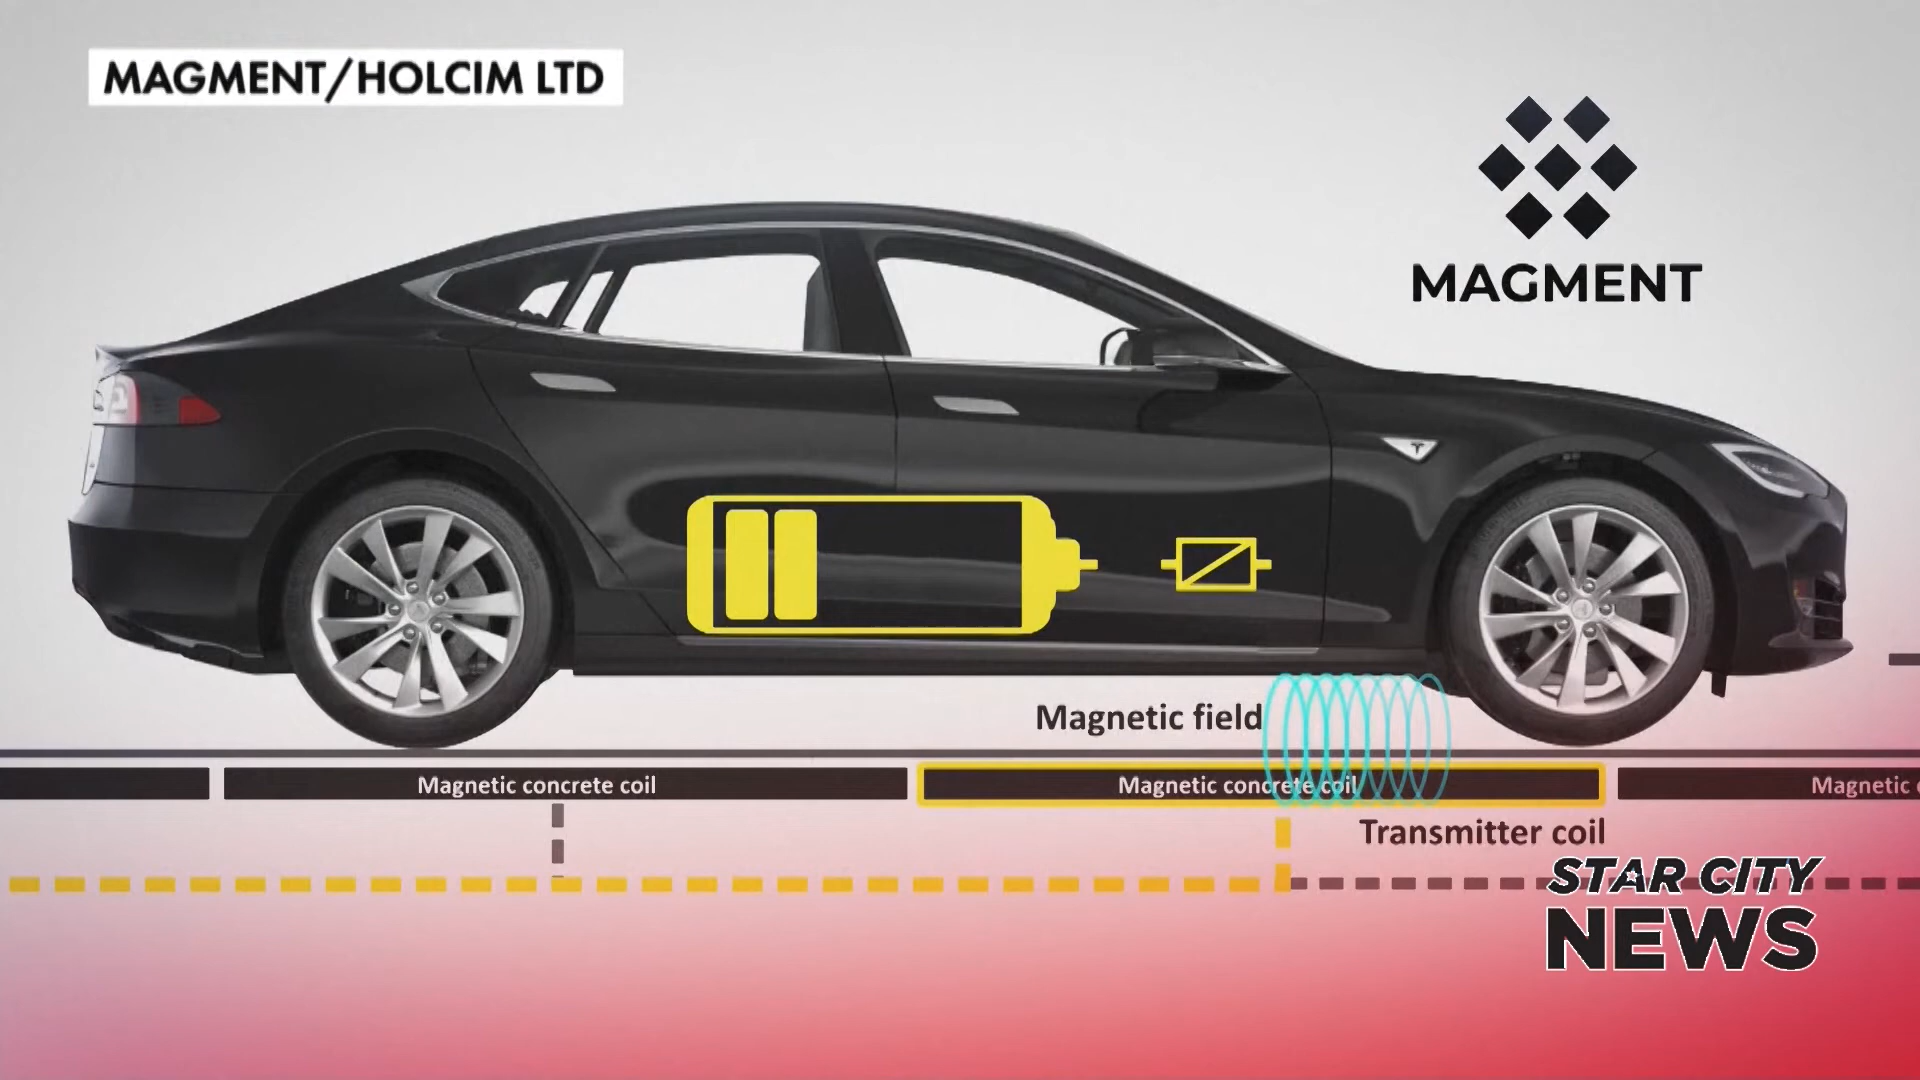 MAGMENT/HOLCIM LTD
MAGMENT
Magnetic field
Magnetic concrete coil
Magnetic concrete coil
Magnetic
Transmitter coil
STAR CITY
NEWS